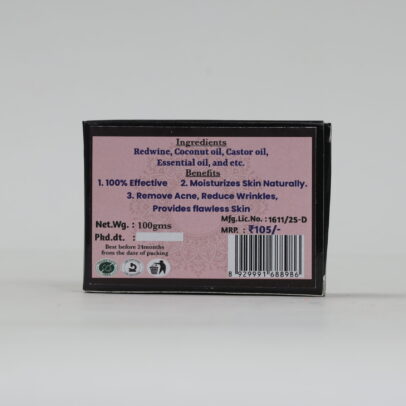 Ingredients
Redwine, Coconut oil, Castor oil,
Essential oil, and etc.
Benefits
1. 100% Effective 2. Moisturizes Skin Naturally.
3. Remove Acne, Reduce Wrinkles,
Provides flawless Skin
Net.Wg. : 100gms
Phd.dt. :
Best before 24months
from the date of packing
Mfg.Lic.No. : 1611/25-D
MRP. : ₹105/-
8 929991 688986